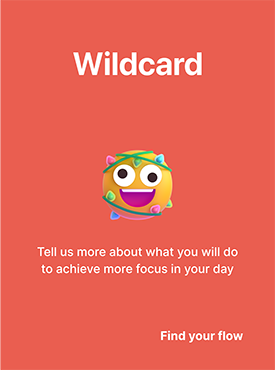 Wildcard
Tell us more about what you will do
to achieve more focus in your day
Find your flow